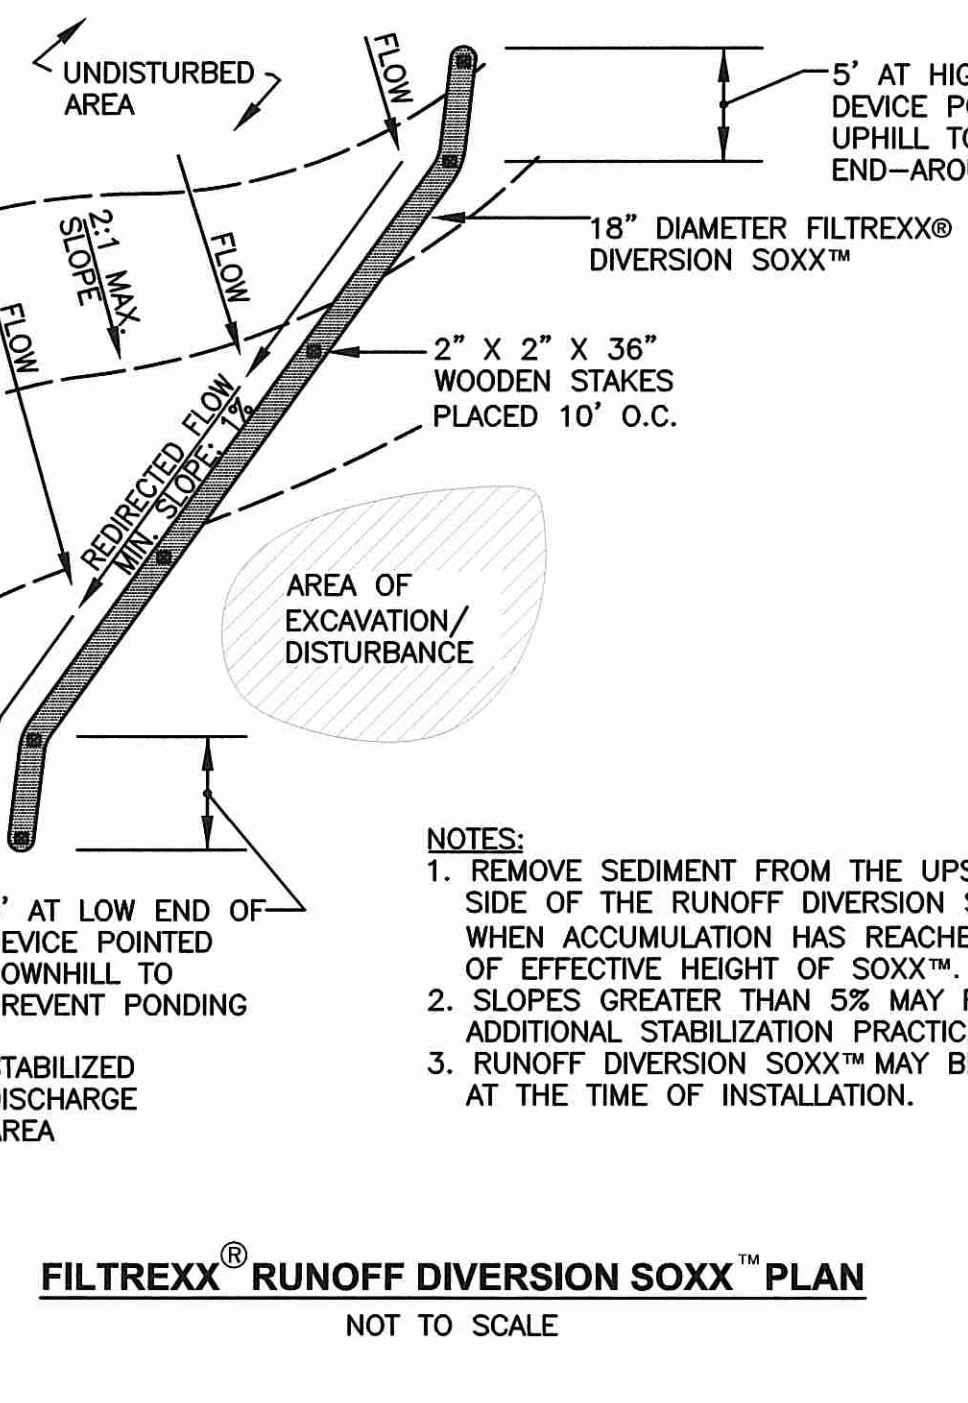 UNDISTURBED
AREA
FLOW
5' AT HIG
DEVICE PO
UPHILL TO
END-AROU
18" DIAMETER FILTREXX®
DIVERSION SOXX™
2:1 MAX.
SLOPE
FLOW
FLOW
2" X 2" X 36"
WOODEN STAKES
PLACED 10' O.C.
REDIRECTED FLOW
MIN. SLOPE: 1%
AREA OF
EXCAVATION/
DISTURBANCE
' AT LOW END OF
EVICE POINTED
OWNHILL TO
REVENT PONDING
TABILIZED
ISCHARGE
AREA
NOTES:
1. REMOVE SEDIMENT FROM THE UPS
SIDE OF THE RUNOFF DIVERSION S
WHEN ACCUMULATION HAS REACHE
OF EFFECTIVE HEIGHT OF SOXX™.
2. SLOPES GREATER THAN 5% MAY R
ADDITIONAL STABILIZATION PRACTIC
3. RUNOFF DIVERSION SOXX™ MAY BE
AT THE TIME OF INSTALLATION.
FILTREXX® RUNOFF DIVERSION SOXX™ PLAN
NOT TO SCALE